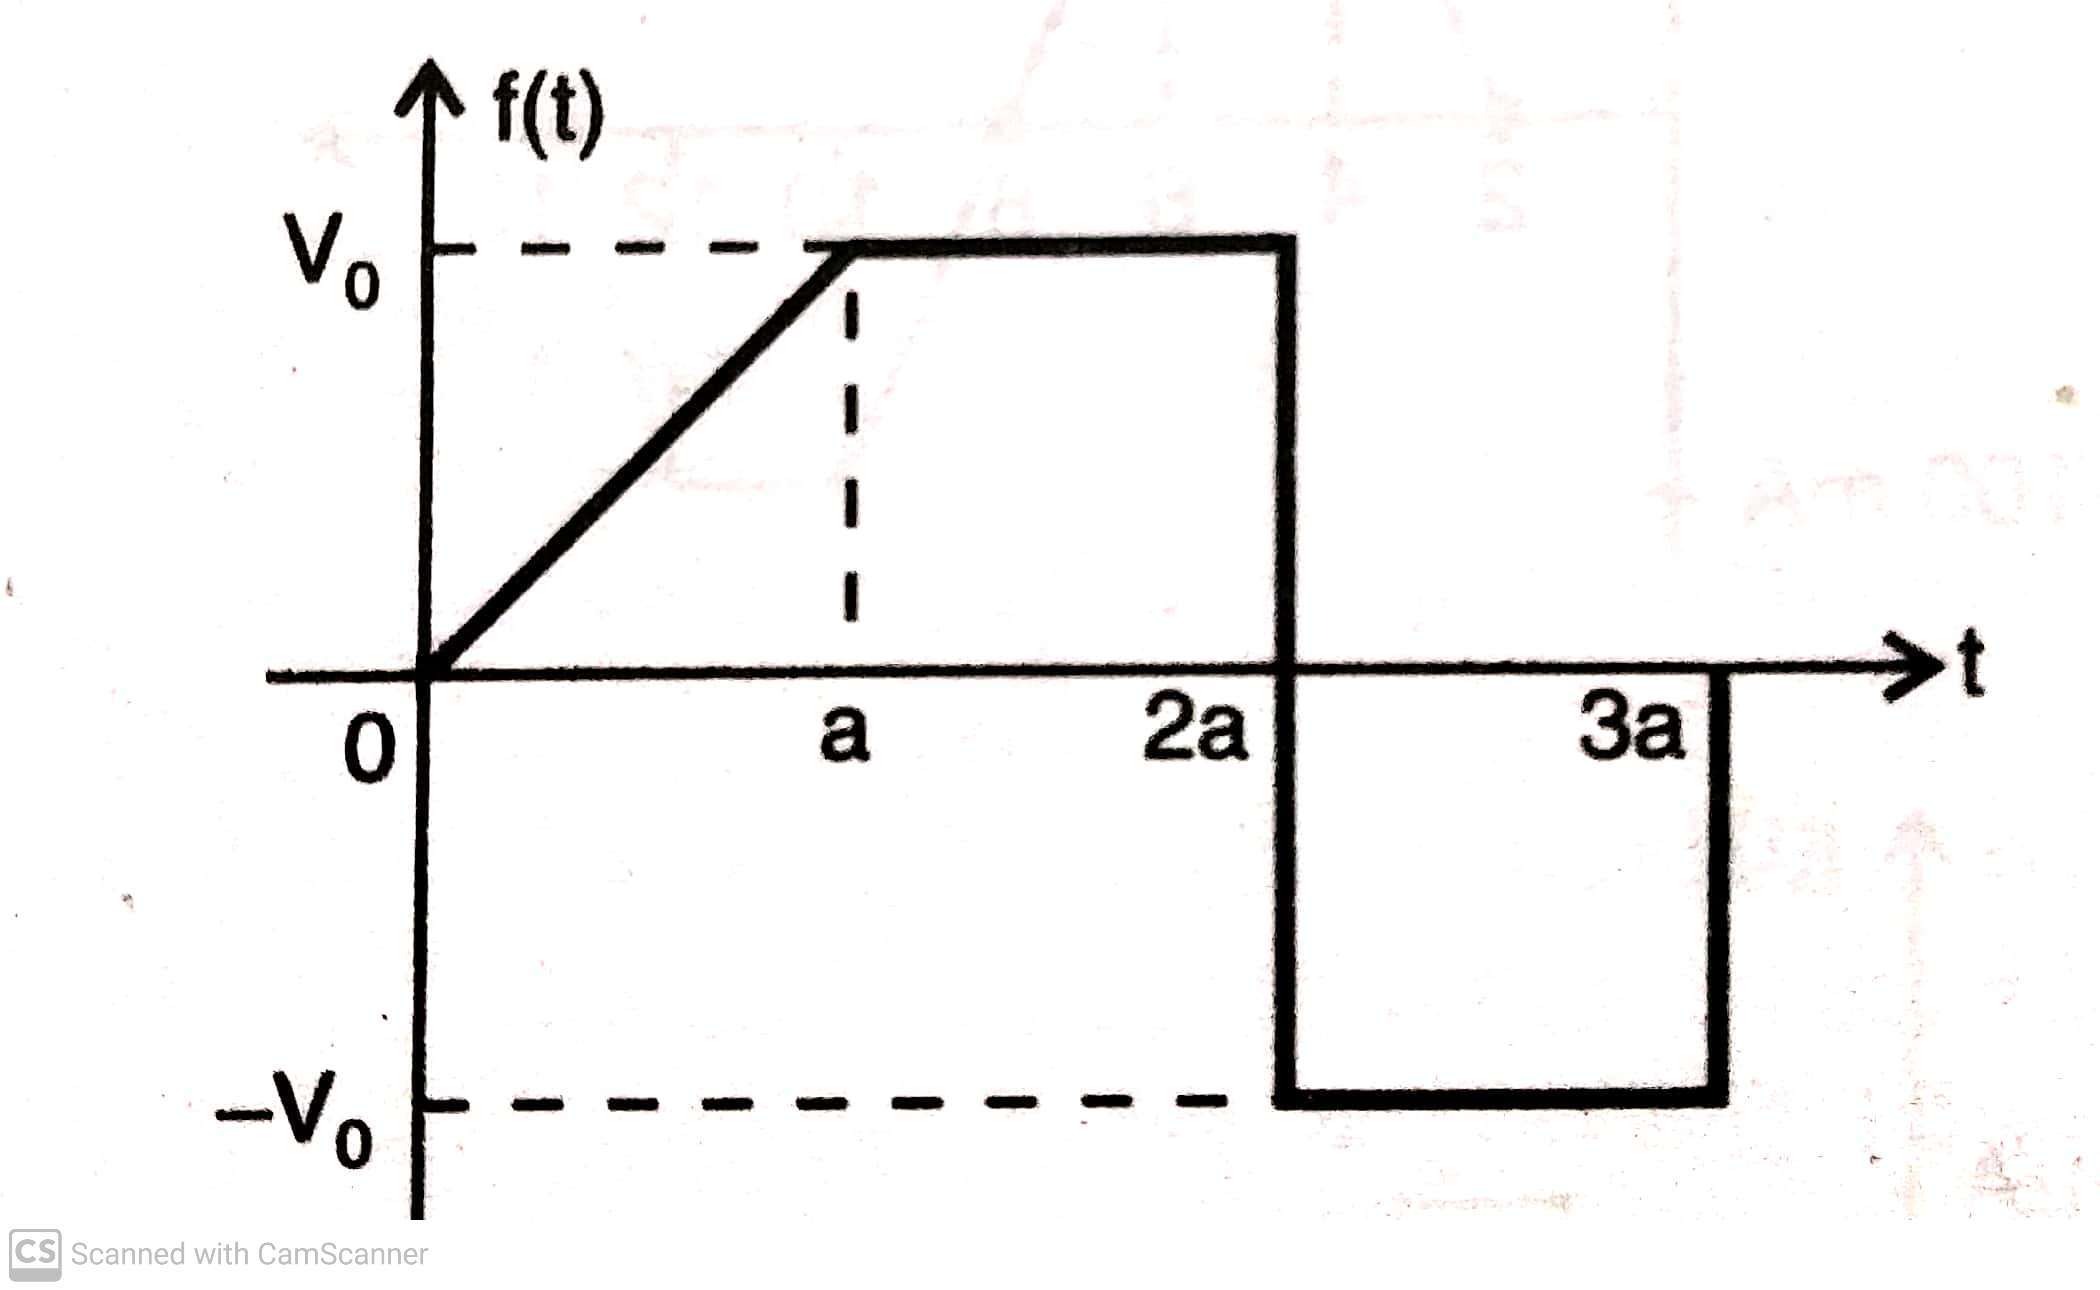 f(t)
V₀
t
0
a
2a
3a
–V₀
CS Scanned with CamScanner